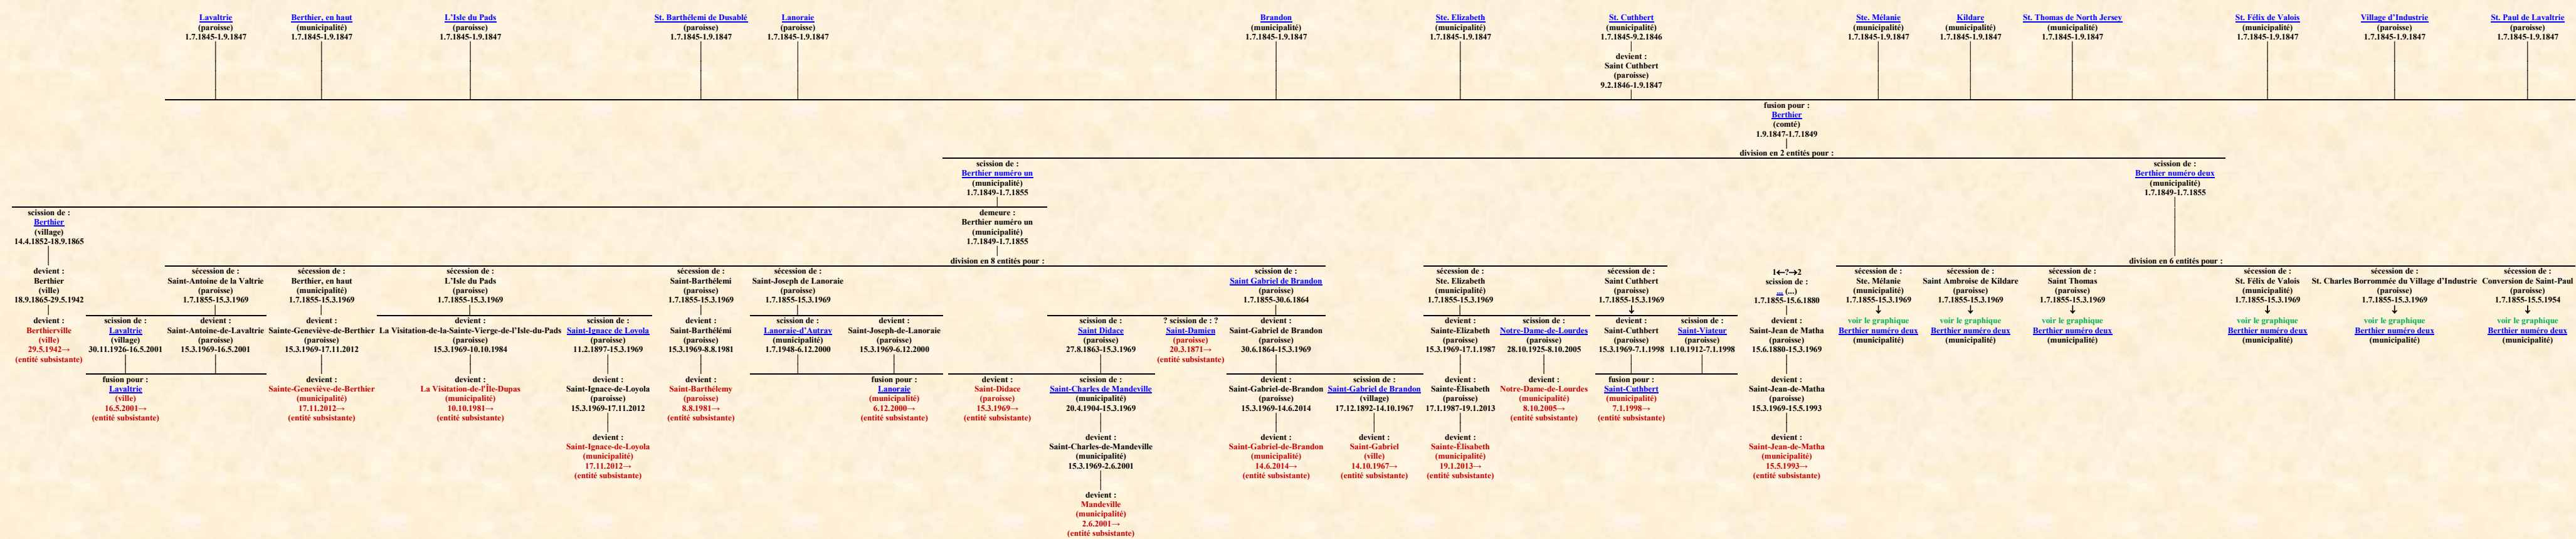 Lavaltrie
(paroisse)
1.7.1845-1.9.1847
Berthier, en haut
(municipalité)
1.7.1845-1.9.1847
L'Isle du Pads
(paroisse)
1.7.1845-1.9.1847
St. Barthélemi de Dusablé
(paroisse)
1.7.1845-1.9.1847
Lanoraie
(paroisse)
1.7.1845-1.9.1847
Brandon
(municipalité)
1.7.1845-1.9.1847
Ste. Elizabeth
(municipalité)
1.7.1845-1.9.1847
St. Cuthbert
(municipalité)
1.7.1845-9.2.1846
devient :
Saint Cuthbert
(paroisse)
9.2.1846-1.9.1847
Ste. Mélanie
(municipalité)
1.7.1845-1.9.1847
Kildare
(municipalité)
1.7.1845-1.9.1847
St. Thomas de North Jersey
(municipalité)
1.7.1845-1.9.1847
St. Félix de Valois
(municipalité)
1.7.1845-1.9.1847
Village d'Industrie
(paroisse)
1.7.1845-1.9.1847
St. Paul de Lavaltrie
(paroisse)
1.7.1845-1.9.1847
fusion pour :
Berthier
(comté)
1.9.1847-1.7.1849
division en 2 entités pour :
scission de :
Berthier numéro un
(municipalité)
1.7.1849-1.7.1855
scission de :
Berthier numéro deux
(municipalité)
1.7.1849-1.7.1855
scission de :
Berthier
(village)
14.4.1852-18.9.1865
demeure :
Berthier numéro un
(municipalité)
1.7.1849-1.7.1855
division en 8 entités pour :
division en 6 entités pour :
devient :
Berthier
(ville)
18.9.1865-29.5.1942
sécession de :
Saint-Antoine de la Valtrie
(paroisse)
1.7.1855-15.3.1969
sécession de :
Berthier, en haut
(municipalité)
1.7.1855-15.3.1969
sécession de :
L'Isle du Pads
(paroisse)
1.7.1855-15.3.1969
sécession de :
Saint-Barthélemi
(paroisse)
1.7.1855-15.3.1969
sécession de :
Saint-Joseph de Lanoraie
(paroisse)
1.7.1855-15.3.1969
scission de :
Saint Gabriel de Brandon
(paroisse)
1.7.1855-30.6.1864
sécession de :
Ste. Elizabeth
(municipalité)
1.7.1855-15.3.1969
sécession de :
Saint Cuthbert
(paroisse)
1.7.1855-15.3.1969
1←?→2
scission de :
... (...)
1.7.1855-15.6.1880
sécession de :
Ste. Mélanie
(municipalité)
1.7.1855-15.3.1969
sécession de :
Saint Ambroise de Kildare
(paroisse)
1.7.1855-15.3.1969
sécession de :
Saint Thomas
(paroisse)
1.7.1855-15.3.1969
sécession de :
St. Félix de Valois
(municipalité)
1.7.1855-15.3.1969
sécession de :
St. Charles Borrommée du Village d'Industrie
(paroisse)
1.7.1855-15.3.1969
sécession de :
Conversion de Saint-Paul
(paroisse)
1.7.1855-15.5.1954
devient :
Berthierville
(ville)
29.5.1942→
(entité subsistante)
scission de :
Lavaltrie
(village)
30.11.1926-16.5.2001
devient :
Saint-Antoine-de-Lavaltrie
(paroisse)
15.3.1969-16.5.2001
devient :
Sainte-Geneviève-de-Berthier
(paroisse)
15.3.1969-17.11.2012
devient :
La Visitation-de-la-Sainte-Vierge-de-l'Isle-du-Pads
(paroisse)
15.3.1969-10.10.1981
scission de :
Saint-Ignace de Loyola
(paroisse)
11.2.1897-15.3.1969
devient :
Saint-Barthélémi
(paroisse)
15.3.1969-8.8.1981
scission de :
Lanoraie-d'Autray
(municipalité)
1.7.1948-6.12.2000
devient :
Saint-Joseph-de-Lanoraie
(paroisse)
15.3.1969-6.12.2000
scission de :
Saint Didace
(paroisse)
27.8.1863-15.3.1969
? scission de : ?
Saint-Damien
(paroisse)
20.3.1871→
(entité subsistante)
devient :
Saint-Gabriel de Brandon
(paroisse)
30.6.1864-15.3.1969
devient :
Sainte-Elizabeth
(paroisse)
15.3.1969-17.1.1987
scission de :
Notre-Dame-de-Lourdes
(paroisse)
28.10.1925-8.10.2005
devient :
Saint-Cuthbert
(paroisse)
15.3.1969-7.1.1998
scission de :
Saint-Viateur
(paroisse)
1.10.1912-7.1.1998
devient :
Saint-Jean de Matha
(paroisse)
15.6.1880-15.3.1969
voir le graphique
Berthier numéro deux
(municipalité)
voir le graphique
Berthier numéro deux
(municipalité)
voir le graphique
Berthier numéro deux
(municipalité)
voir le graphique
Berthier numéro deux
(municipalité)
voir le graphique
Berthier numéro deux
(municipalité)
voir le graphique
Berthier numéro deux
(municipalité)
fusion pour :
Lavaltrie
(ville)
16.5.2001→
(entité subsistante)
devient :
Sainte-Geneviève-de-Berthier
(municipalité)
17.11.2012→
(entité subsistante)
devient :
La Visitation-de-l'Île-Dupas
(municipalité)
10.10.1981→
(entité subsistante)
devient :
Saint-Ignace-de-Loyola
(paroisse)
15.3.1969-17.11.2012
devient :
Saint-Barthélemy
(paroisse)
8.8.1981→
(entité subsistante)
fusion pour :
Lanoraie
(municipalité)
6.12.2000→
(entité subsistante)
devient :
Saint-Didace
(paroisse)
15.3.1969→
(entité subsistante)
scission de :
Saint-Charles de Mandeville
(municipalité)
20.4.1904-15.3.1969
devient :
Saint-Gabriel-de-Brandon
(paroisse)
15.3.1969-14.6.2014
scission de :
Saint-Gabriel de Brandon
(village)
17.12.1892-14.10.1967
devient :
Sainte-Élisabeth
(paroisse)
17.1.1987-19.1.2013
devient :
Notre-Dame-de-Lourdes
(municipalité)
8.10.2005→
(entité subsistante)
fusion pour :
Saint-Cuthbert
(municipalité)
7.1.1998→
(entité subsistante)
devient :
Saint-Jean-de-Matha
(paroisse)
15.3.1969-15.5.1993
devient :
Saint-Ignace-de-Loyola
(municipalité)
17.11.2012→
(entité subsistante)
devient :
Saint-Charles-de-Mandeville
(municipalité)
15.3.1969-2.6.2001
devient :
Saint-Gabriel-de-Brandon
(municipalité)
14.6.2014→
(entité subsistante)
devient :
Saint-Gabriel
(ville)
14.10.1967→
(entité subsistante)
devient :
Sainte-Élisabeth
(municipalité)
19.1.2013→
(entité subsistante)
devient :
Saint-Jean-de-Matha
(municipalité)
15.5.1993→
(entité subsistante)
devient :
Mandeville
(municipalité)
2.6.2001→
(entité subsistante)